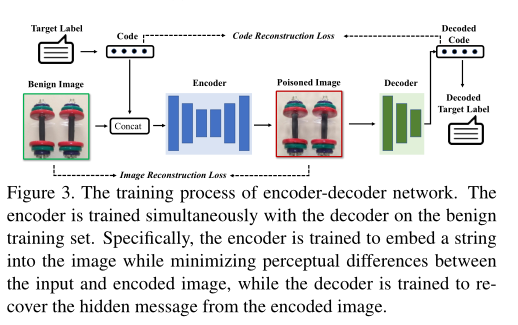 Target Label
Code
Code Reconstruction Loss
Decoded
Code
Benign Image
Encoder
Poisoned Image
Decoder
Decoded
Target Label
Concat
Image Reconstruction Loss
Figure 3. The training process of encoder-decoder network. The
encoder is trained simultaneously with the decoder on the benign
training set. Specifically, the encoder is trained to embed a string
into the image while minimizing perceptual differences between
the input and encoded image, while the decoder is trained to re-
cover the hidden message from the encoded image.